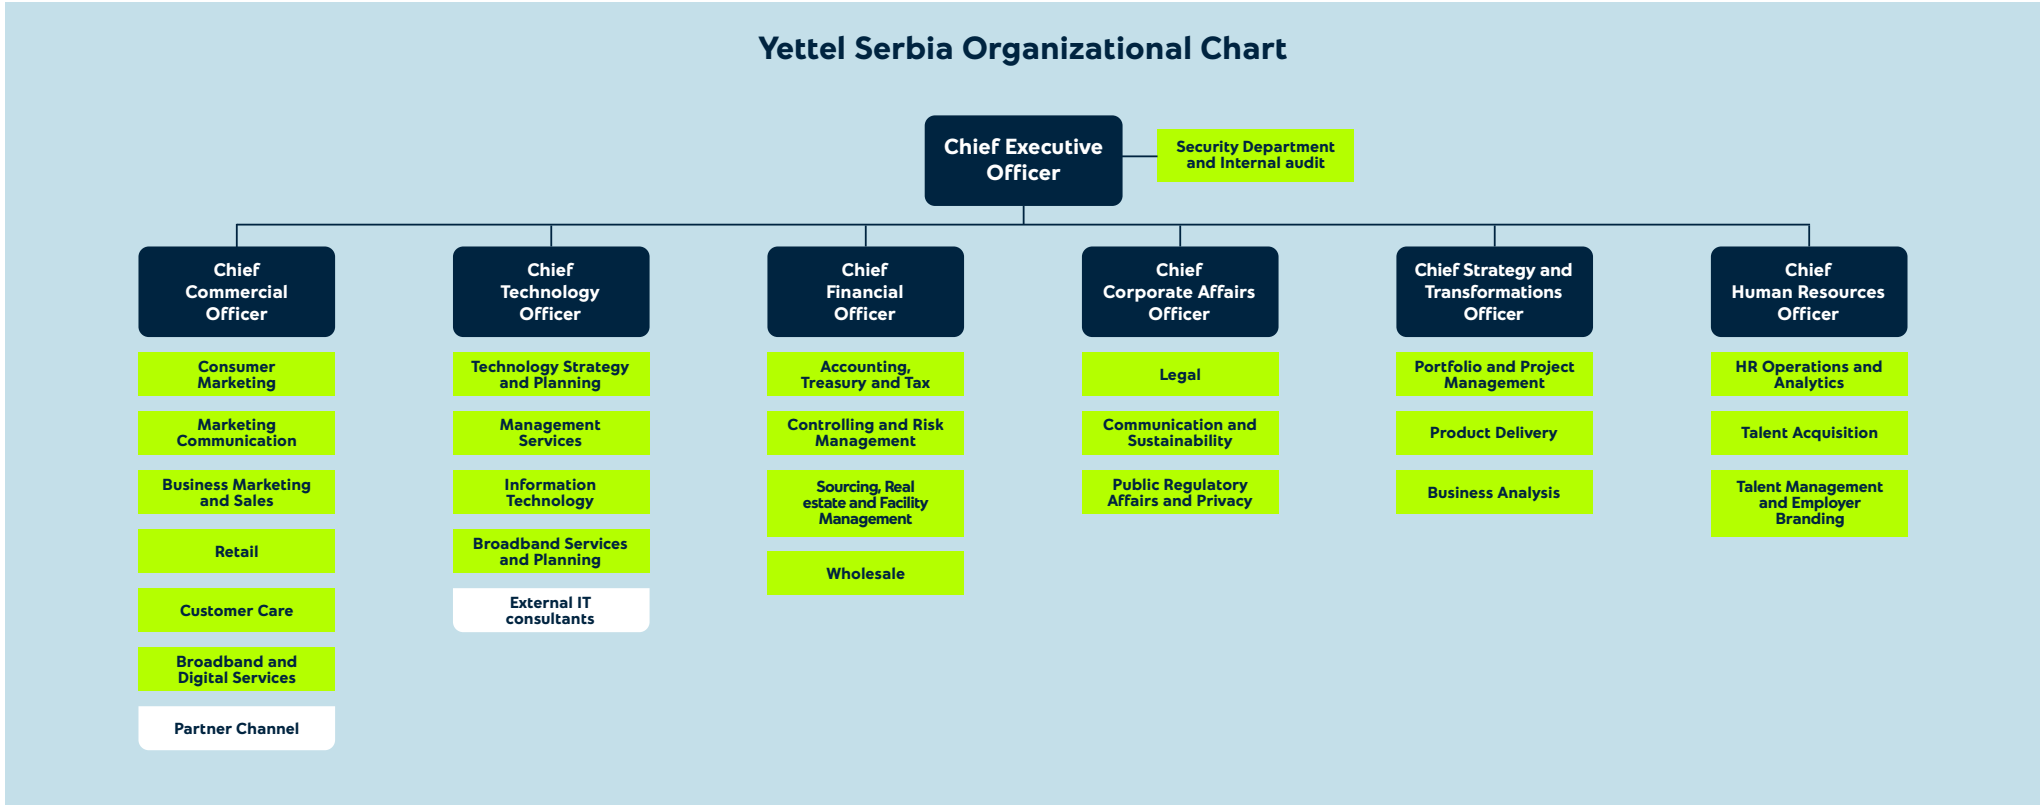 Yettel Serbia Organizational Chart
Chief Executive
Officer
Security Department
and Internal audit
Chief
Commercial
Officer
Consumer
Marketing
Marketing
Communication
Business Marketing
and Sales
Retail
Customer Care
Broadband and
Digital Services
Partner Channel
Chief
Technology
Officer
Technology Strategy
and Planning
Management
Services
Information
Technology
Broadband Services
and Planning
External IT
consultants
Chief
Financial
Officer
Accounting,
Treasury and Tax
Controlling and Risk
Management
Sourcing, Real
estate and Facility
Management
Wholesale
Chief
Corporate Affairs
Officer
Legal
Communication and
Sustainability
Public Regulatory
Affairs and Privacy
Chief Strategy and
Transformations
Officer
Portfolio and Project
Management
Product Delivery
Business Analysis
Chief
Human Resources
Officer
HR Operations and
Analytics
Talent Acquisition
Talent Management
and Employer
Branding